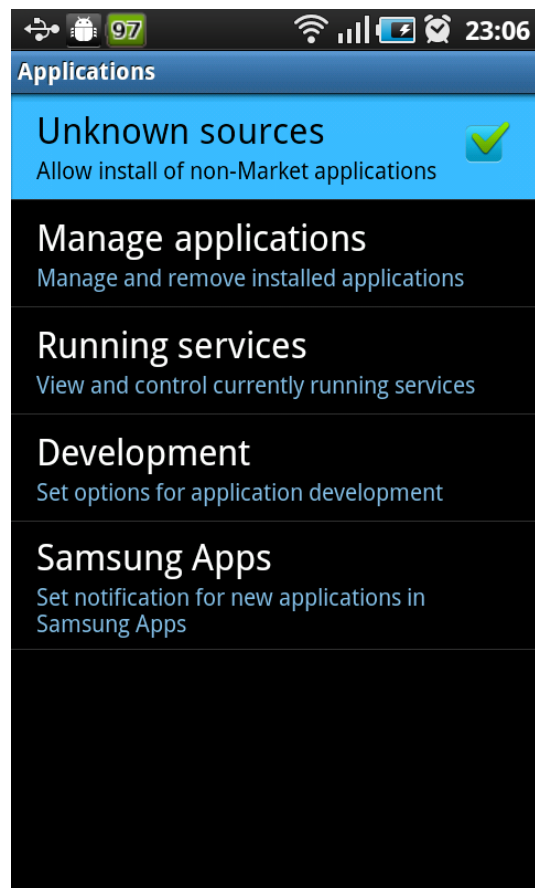 97 23:06
Applications
Unknown sources
Allow install of non-Market applications
Manage applications
Manage and remove installed applications
Running services
View and control currently running services
Development
Set options for application development
Samsung Apps
Set notification for new applications in
Samsung Apps